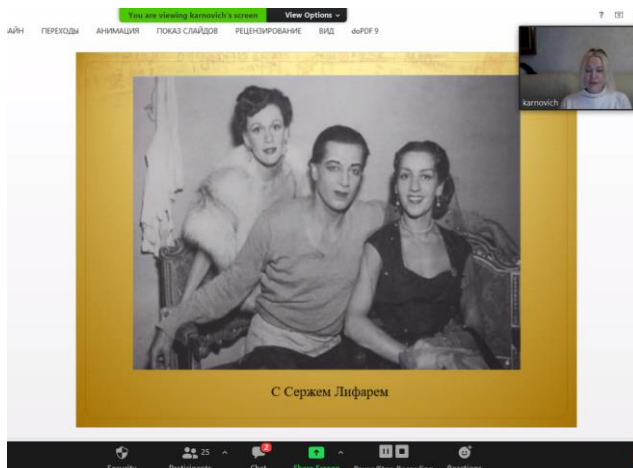 You are viewing karnovich's screen View Options
АЙН ПЕРЕХОДЫ АНИМАЦИЯ ПОКАЗ СЛАЙДОВ РЕЦЕНЗИРОВАНИЕ ВИД doPDF 9
?
karnovich
С Сержем Лифарем
25 2
Security Participants Chat Share Screen Pause/Stop Recording Reactions